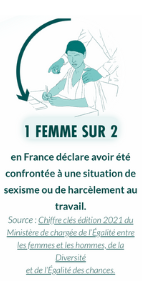 1 FEMME SUR 2
en France déclare avoir été
confrontée à une situation de
sexisme ou de harcèlement au
travail.
Source : Chiffre clés édition 2021 du
Ministère de chargée de l'Égalité entre
les femmes et les hommes, de la
Diversité
et de l'Égalité des chances.